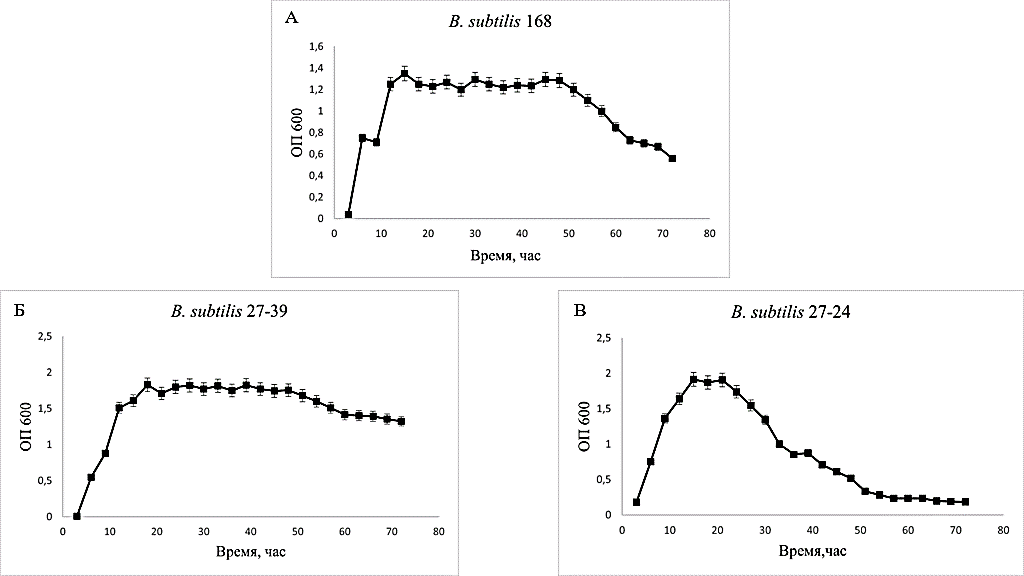 А
B. subtilis 168
ОП 600
1,6
1,4
1,2
1
0,8
0,6
0,4
0,2
0
0 10 20 30 40 50 60 70 80
Время, час
Б
B. subtilis 27-39
ОП 600
2,5
2
1,5
1
0,5
0
0 10 20 30 40 50 60 70 80
Время, час
В
B. subtilis 27-24
ОП 600
2,5
2
1,5
1
0,5
0
0 10 20 30 40 50 60 70 80
Время,час